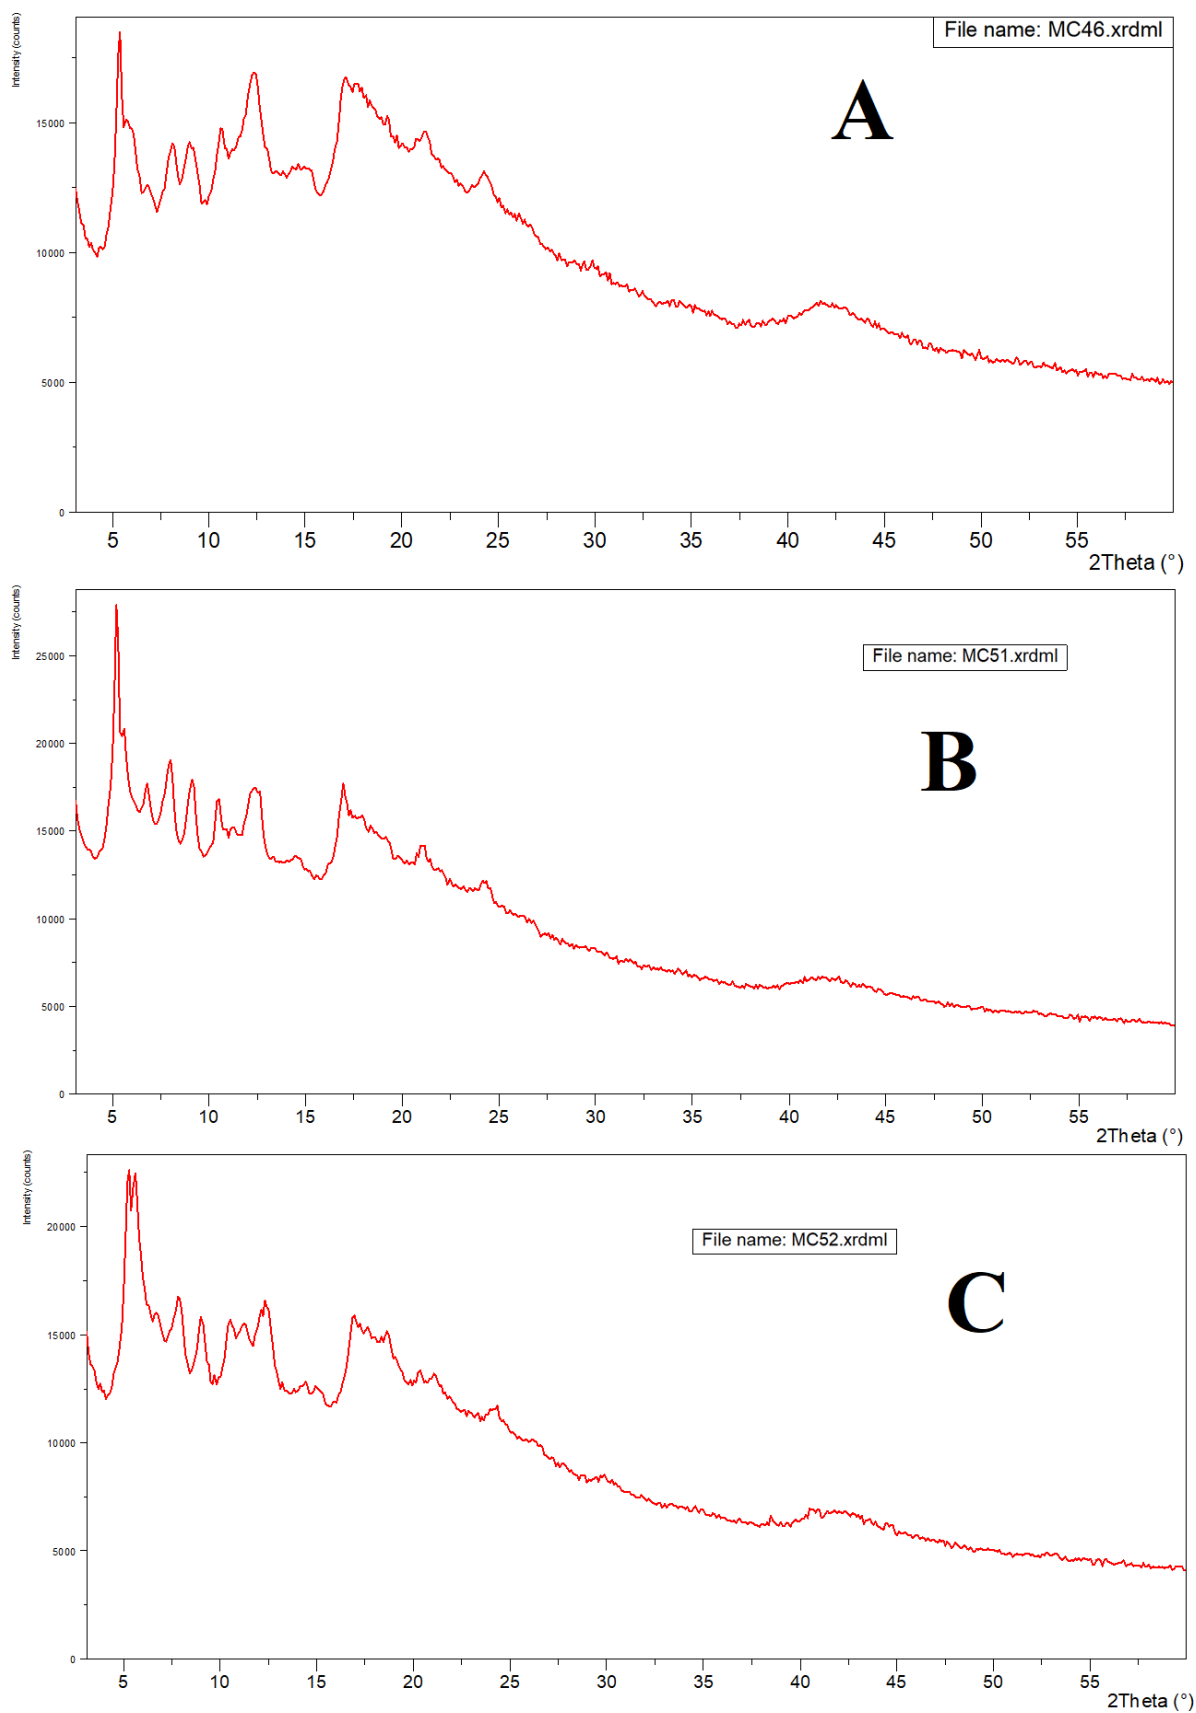 Intensity (counts)
File name: MC46.xrdml
A
15000
10000
5000
0
5 10 15 20 25 30 35 40 45 50 55
2Theta (°)
Intensity (counts)
File name: MC51.xrdml
B
25000
20000
15000
10000
5000
0
5 10 15 20 25 30 35 40 45 50 55
2Theta (°)
Intensity (counts)
File name: MC52.xrdml
C
20000
15000
10000
5000
0
5 10 15 20 25 30 35 40 45 50 55
2Theta (°)